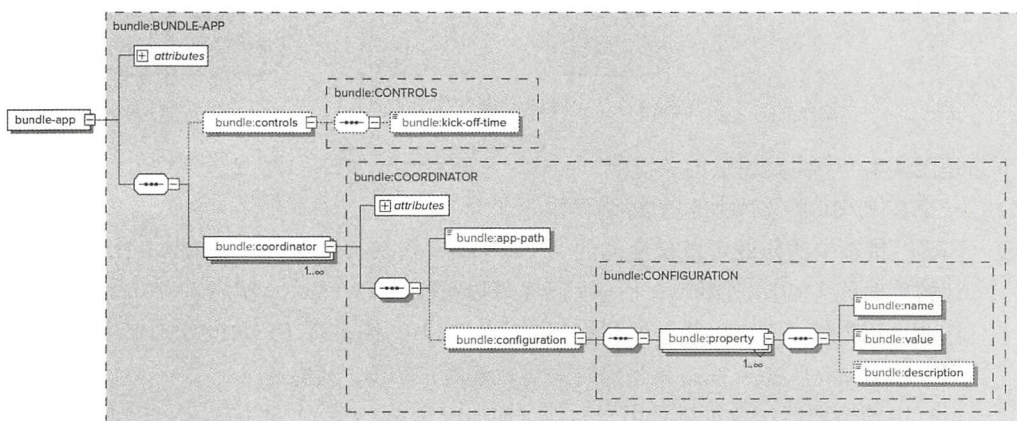 bundle:BUNDLE-APP
attributes
bundle:CONTROLS
bundle-app
bundle:controls
bundle:kick-off-time
bundle:COORDINATOR
attributes
bundle:coordinator
1..∞
bundle:app-path
bundle:CONFIGURATION
bundle:name
bundle:configuration
bundle:property
1..∞
bundle:value
bundle:description